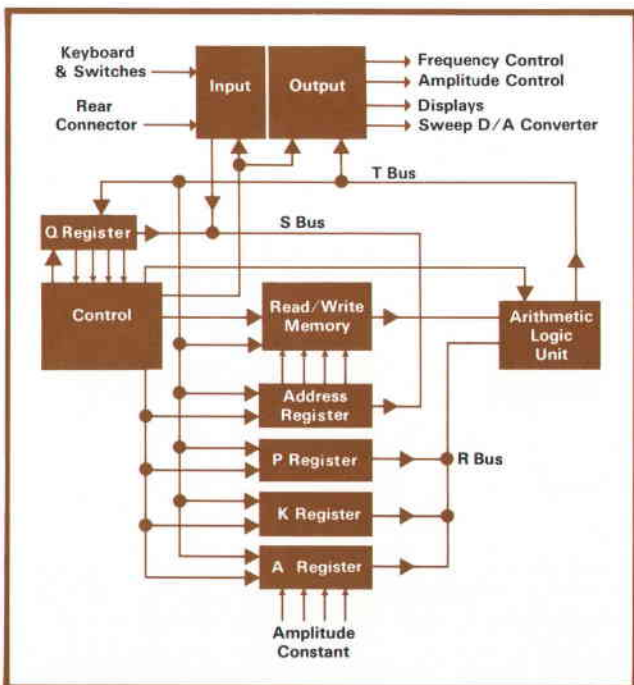 Keyboard
& Switches
Rear
Connector
Input
Output
Frequency Control
Amplitude Control
Displays
Sweep D/A Converter
T Bus
Q Register
S Bus
Control
Read/Write
Memory
Arithmetic
Logic
Unit
Address
Register
P Register
R Bus
K Register
A Register
Amplitude
Constant